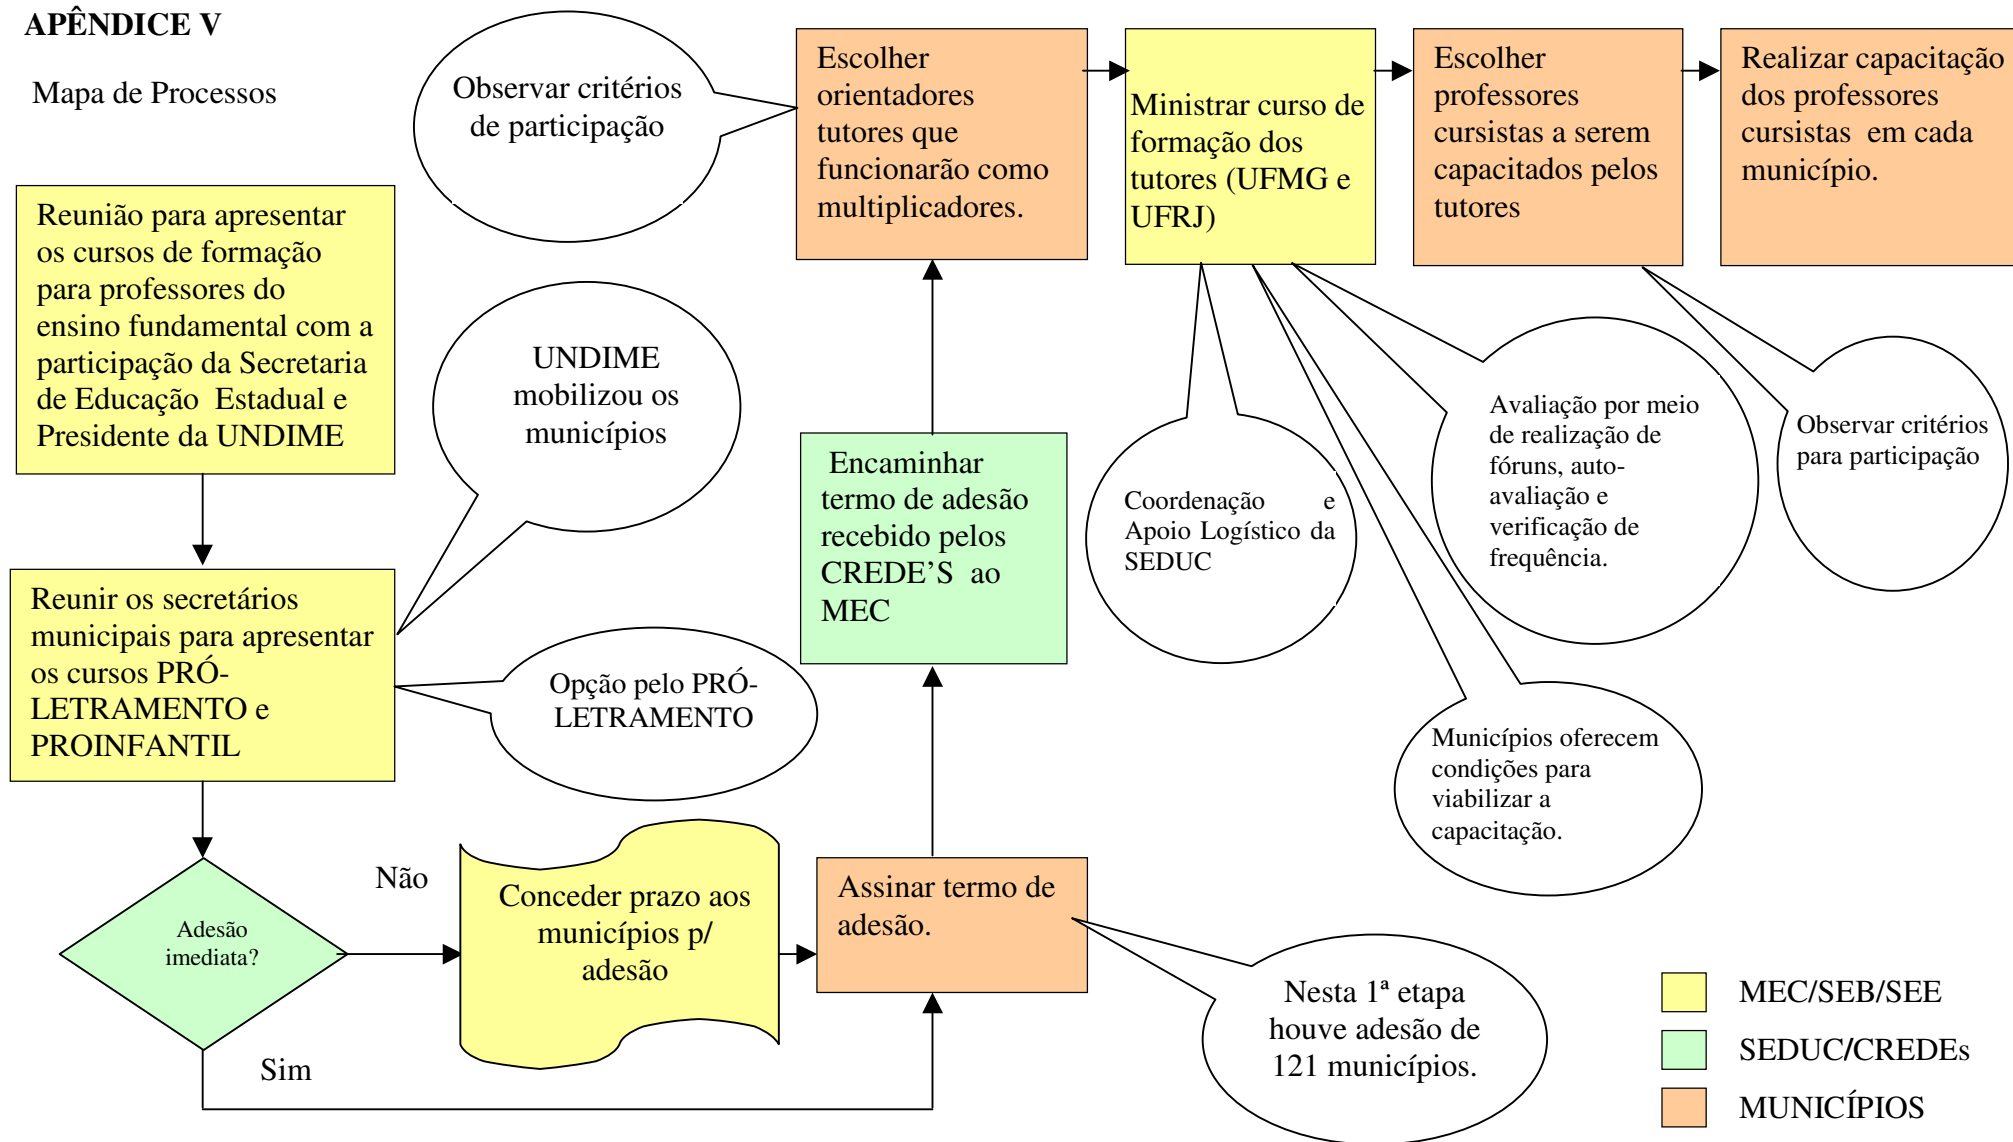 APÊNDICE V
Mapa de Processos
Reunião para apresentar
os cursos de formação
para professores do
ensino fundamental com a
participação da Secretaria
de Educação Estadual e
Presidente da UNDIME
UNDIME
mobilizou os
municípios
Reunir os secretários
municipais para apresentar
os cursos PRÓ-
LETRAMENTO e
PROINFANTIL
Opção pelo PRÓ-
LETRAMENTO
Adesão
imediata?
Não
Sim
Conceder prazo aos
municípios p/
adesão
Assinar termo de
adesão.
Nesta 1ª etapa
houve adesão de
121 municípios.
Encaminhar
termo de adesão
recebido pelos
CREDE’S ao
MEC
Observar critérios
de participação
Escolher
orientadores
tutores que
funcionarão como
multiplicadores.
Ministrar curso de
formação dos
tutores (UFMG e
UFRJ)
Coordenação e
Apoio Logístico da
SEDUC
Municípios oferecem
condições para
viabilizar a
capacitação.
Avaliação por meio
de realização de
fóruns, auto-
avaliação e
verificação de
frequência.
Escolher
professores
cursistas a serem
capacitados pelos
tutores
Observar critérios
para participação
Realizar capacitação
dos professores
cursistas em cada
município.
MEC/SEB/SEE
SEDUC/CREDEs
MUNICÍPIOS